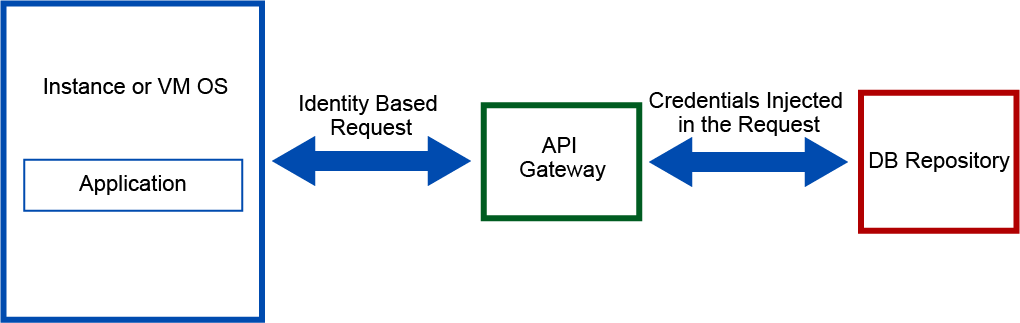 Instance or VM OS
Application
Identity Based
Request
API
Gateway
Credentials Injected
in the Request
DB Repository